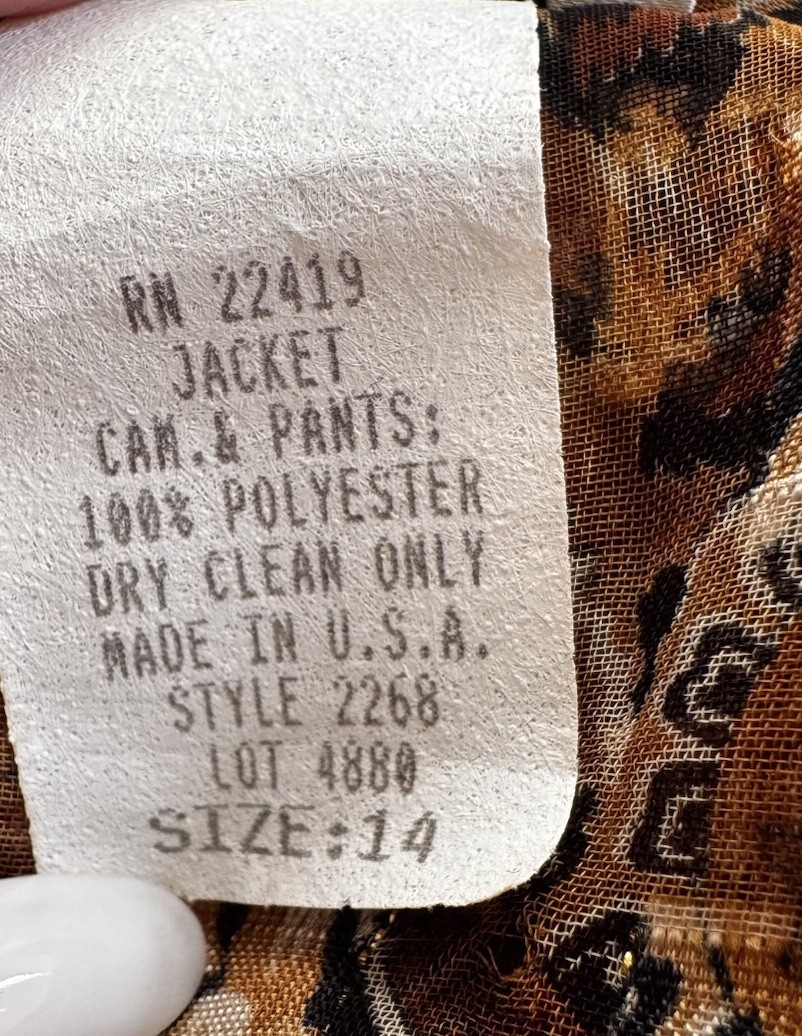 RN 22419
JACKET
CAM.& PANTS:
100% POLYESTER
DRY CLEAN ONLY
MADE IN U.S.A.
STYLE 2268
LOT 4880
SIZE:14